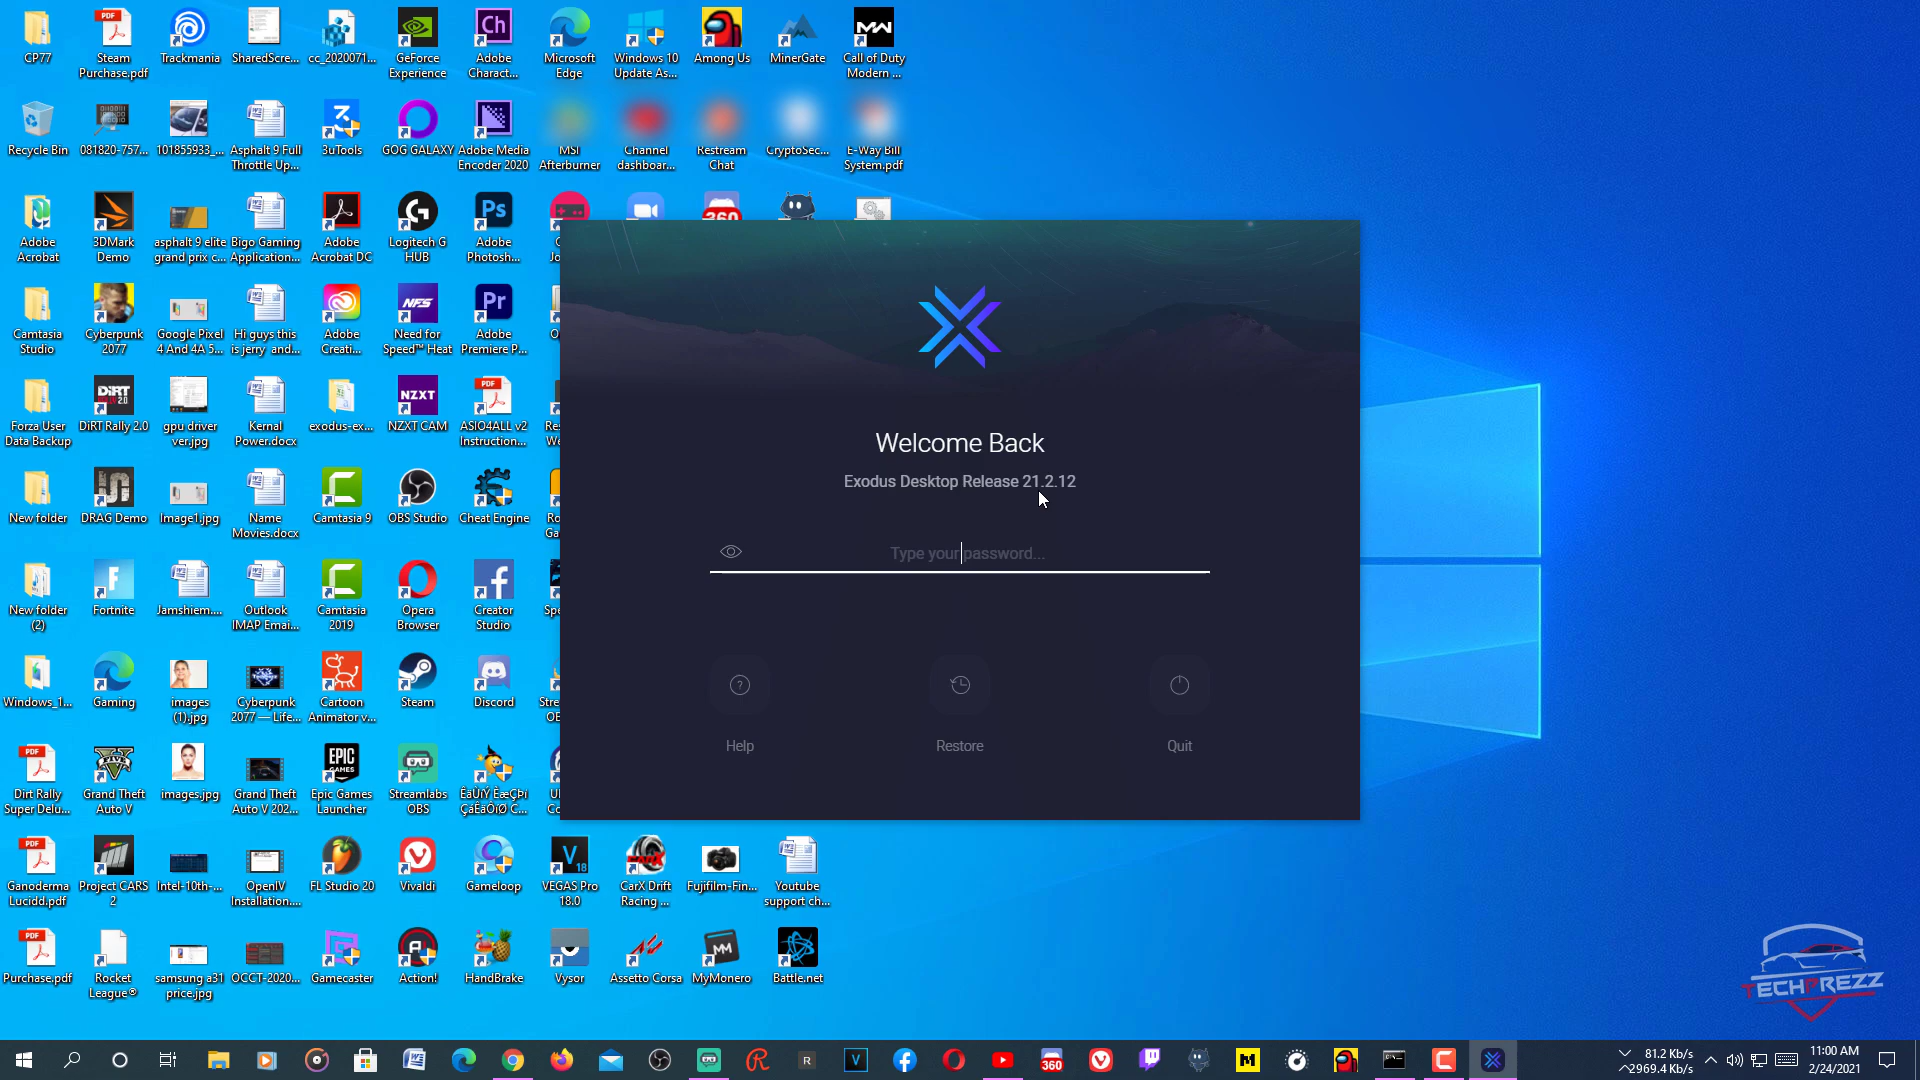 CP77
Steam
Purchase.pdf
Trackmania
SharedScre...
cc_2020071...
GeForce
Experience
Adobe
Charact...
Microsoft
Edge
Windows 10
Update As...
Among Us
MinerGate
Call of Duty
Modern ...
Recycle Bin
081820-757...
101855933_...
Asphalt 9 Full
Throttle Up...
3uTools
GOG GALAXY
Adobe Media
Encoder 2020
MSI
Afterburner
Channel
dashboar...
Restream
Chat
CryptoSec...
E-Way Bill
System.pdf
Adobe
Acrobat
3DMark
Demo
asphalt 9 elite
grand prix c...
Bigo Gaming
Application...
Adobe
Acrobat DC
Logitech G
HUB
Adobe
Photosh...
Camtasia
Studio
Cyberpunk
2077
Google Pixel
4 And 4A 5...
Hi guys this
is jerry and...
Adobe
Creati...
Need for
Speed™ Heat
Adobe
Premiere P...
Forza User
Data Backup
DiRT Rally 2.0
gpu driver
ver.jpg
Kernal
Power.docx
exodus-ex...
NZXT CAM
ASIO4ALL v2
Instruction...
New folder
DRAG Demo
Image1.jpg
Name
Movies.docx
Camtasia 9
OBS Studio
Cheat Engine
New folder
(2)
Fortnite
Jamshiem....
Outlook
IMAP Emai...
Camtasia
2019
Opera
Browser
Creator
Studio
Windows_1...
Gaming
images
(1).jpg
Cyberpunk
2077 — Life...
Cartoon
Animator v...
Steam
Discord
Dirt Rally
Super Delu...
Grand Theft
Auto V
images.jpg
Grand Theft
Auto V 202...
Epic Games
Launcher
Streamlabs
OBS
Ganoderma
Lucidd.pdf
Project CARS
2
Intel-10th-...
OpenIV
Installation....
FL Studio 20
Vivaldi
Gameloop
VEGAS Pro
18.0
CarX Drift
Racing ...
Fujifilm-Fin...
Youtube
support ch...
Purchase.pdf
Rocket
League®
samsung a31
price.jpg
OCCT-2020...
Gamecaster
Action!
HandBrake
Vysor
Assetto Corsa
MyMonero
Battle.net
Welcome Back
Exodus Desktop Release 21.2.12
Type your password...
Help
Restore
Quit
TECHPREZZ
81.2 Kb/s
2969.4 Kb/s
11:00 AM
2/24/2021